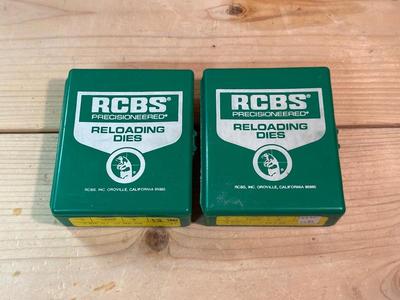 RCBS®
PRECISIONEERED®
RELOADING
DIES
RCBS, INC. OROVILLE, CALIFORNIA 95965
RCBS®
PRECISIONEERED®
RELOADING
DIES
RCBS, INC. OROVILLE, CALIFORNIA 95965